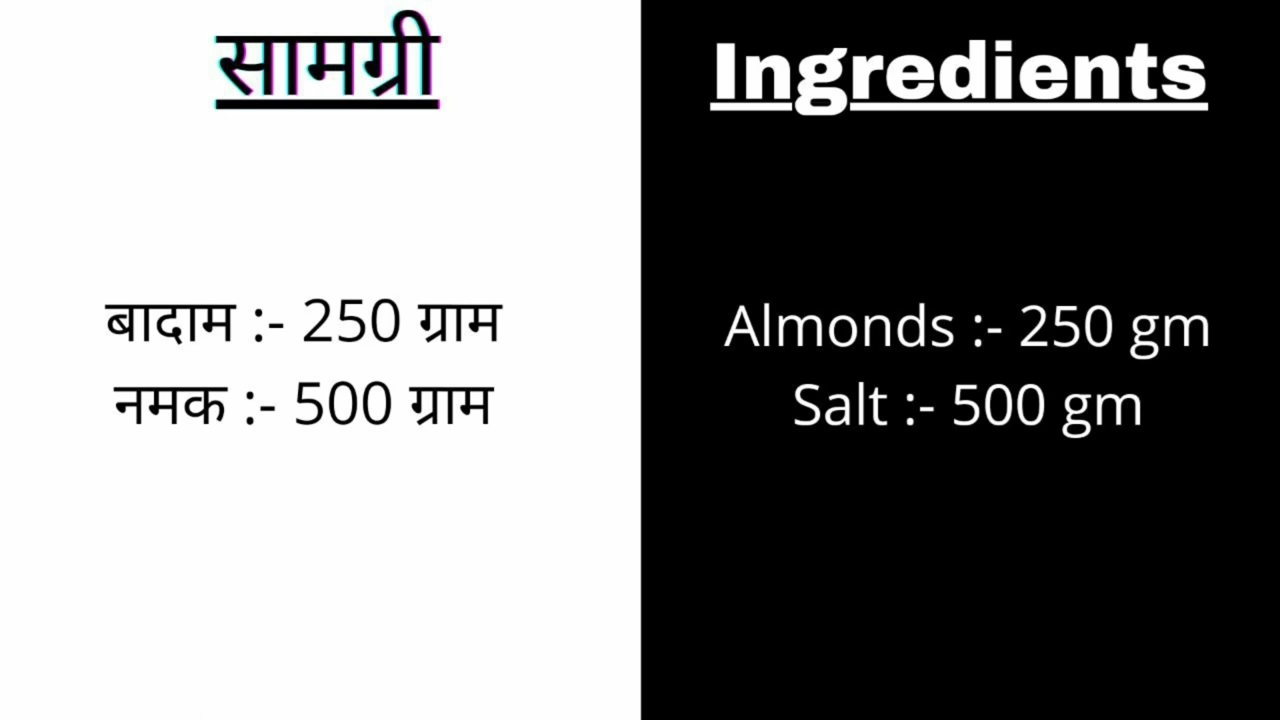 सामग्री
बादाम :- 250 ग्राम
नमक :- 500 ग्राम
Ingredients
Almonds :- 250 gm
Salt :- 500 gm